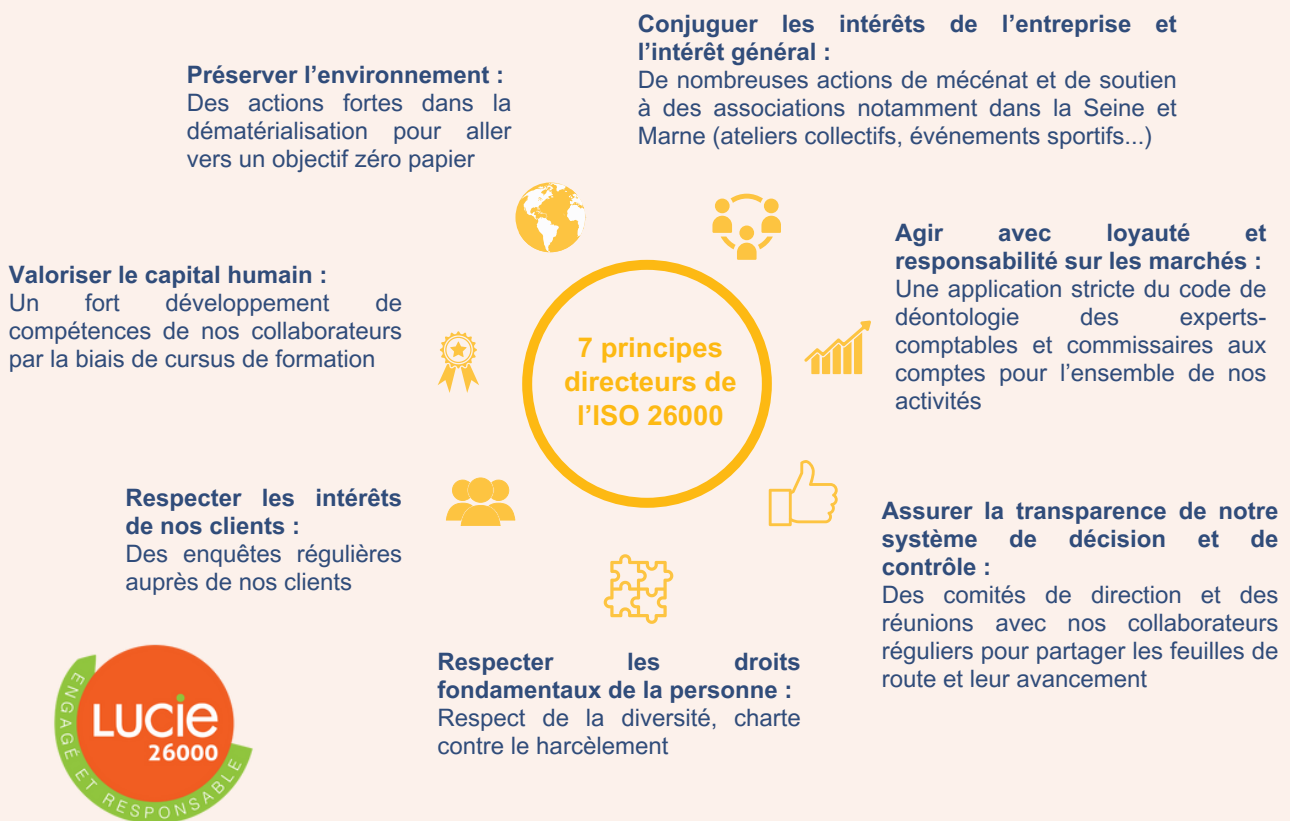 Conjuguer les intérêts de l'entreprise et
l'intérêt général :
De nombreuses actions de mécénat et de soutien
à des associations notamment dans la Seine et
Marne (ateliers collectifs, événements sportifs...)
Préserver l'environnement :
Des actions fortes dans la
dématérialisation pour aller
vers un objectif zéro papier
Agir avec loyauté et
responsabilité sur les marchés :
Une application stricte du code de
déontologie des experts-
comptables et commissaires aux
comptes pour l'ensemble de nos
activités
Valoriser le capital humain :
Un fort développement de
compétences de nos collaborateurs
par la biais de cursus de formation
7 principes
directeurs de
l'ISO 26000
Respecter les intérêts
de nos clients :
Des enquêtes régulières
auprès de nos clients
Assurer la transparence de notre
système de décision et de
contrôle :
Des comités de direction et des
réunions avec nos collaborateurs
réguliers pour partager les feuilles de
route et leur avancement
Respecter les droits
fondamentaux de la personne :
Respect de la diversité, charte
contre le harcèlement
LUCie
26000
ENGAGÉ ET RESPONSABLE